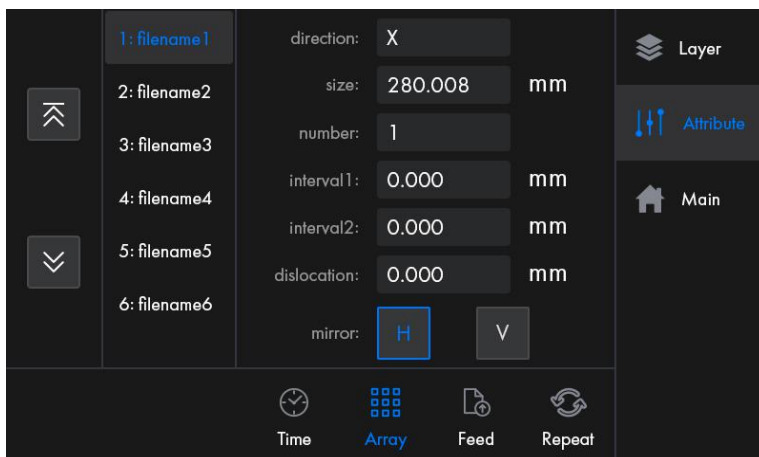 1: filename1
2: filename2
3: filename3
4: filename4
5: filename5
6: filename6
direction: X
size: 280.008 mm
number: 1
interval1: 0.000 mm
interval2: 0.000 mm
dislocation: 0.000 mm
mirror: H V
Layer
Attribute
Main
Time Array Feed Repeat